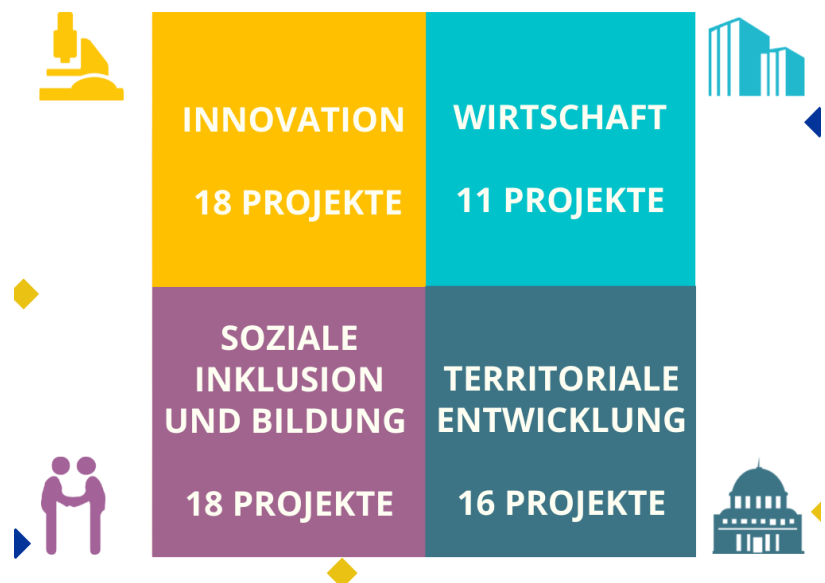 INNOVATION
18 PROJEKTE
WIRTSCHAFT
11 PROJEKTE
SOZIALE
INKLUSION
UND BILDUNG
18 PROJEKTE
TERRITORIALE
ENTWICKLUNG
16 PROJEKTE